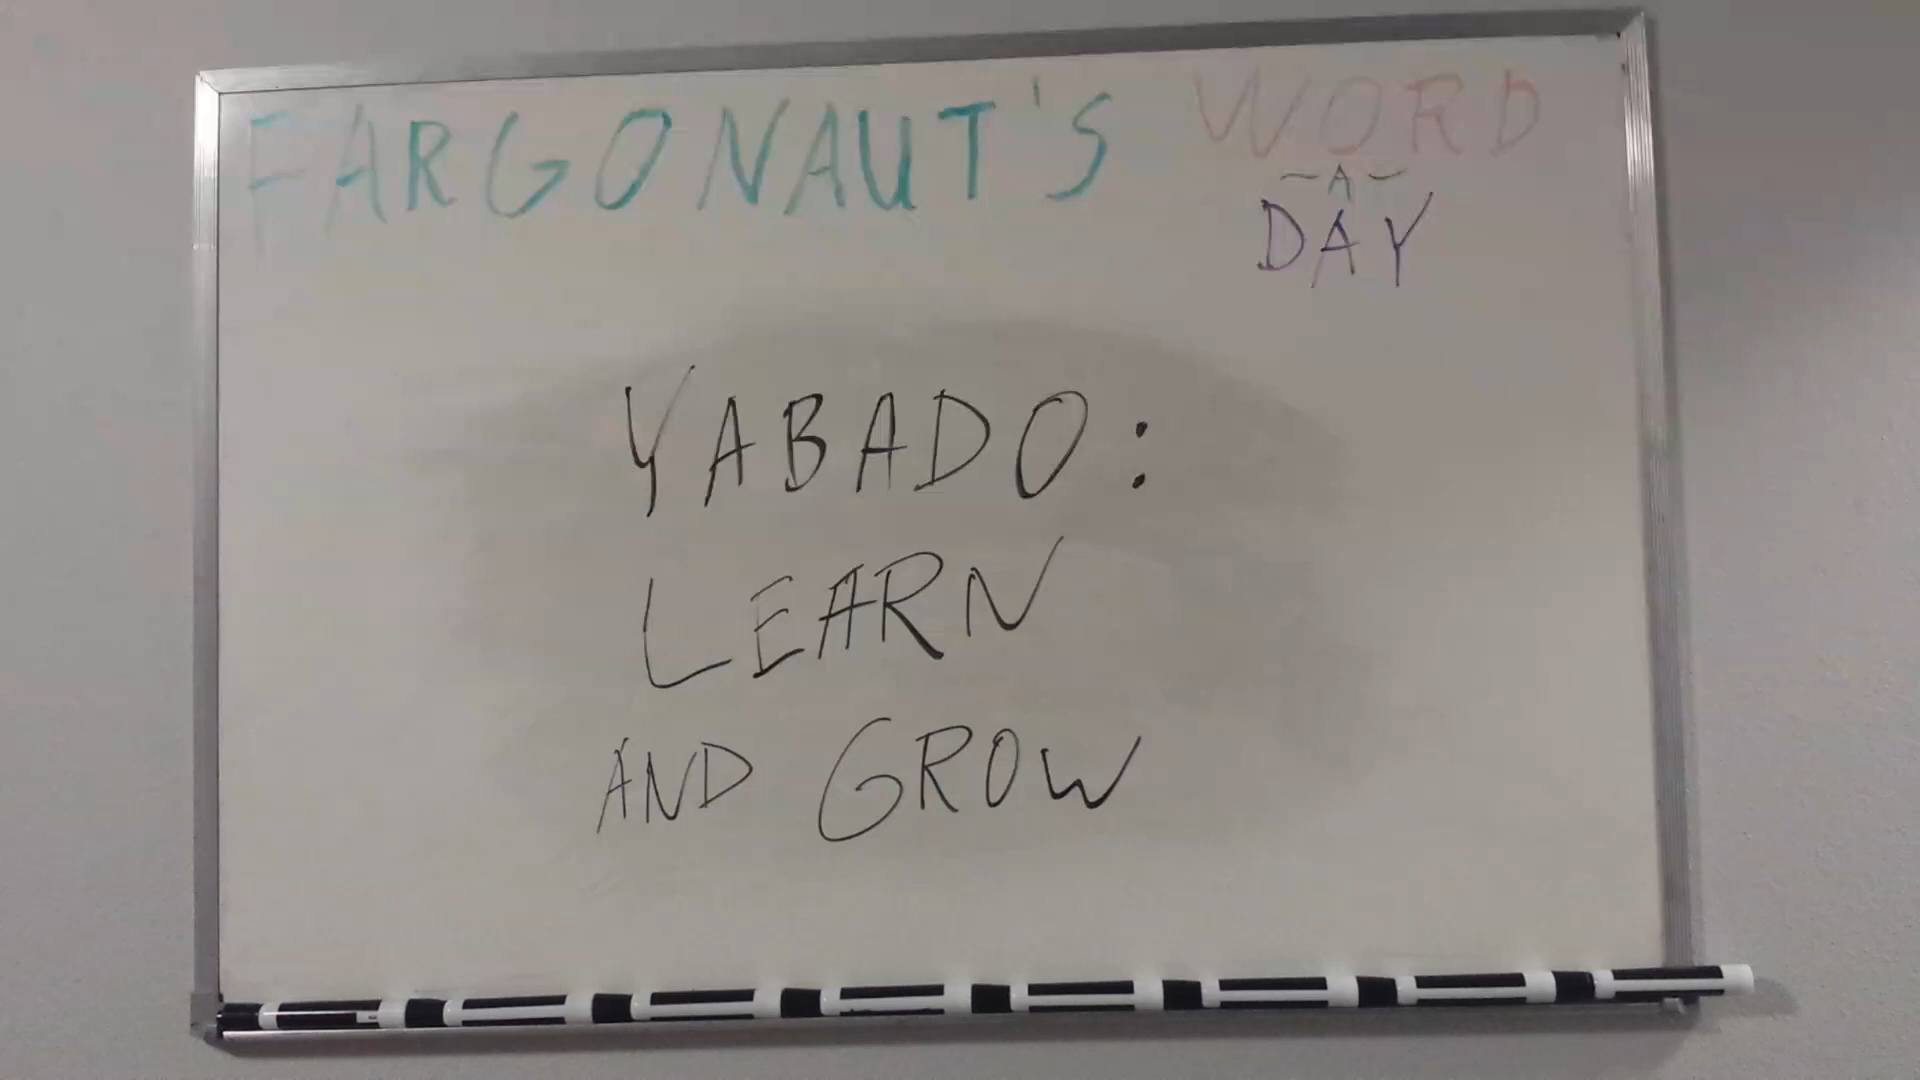 FARGONAUT'S WORD
-A-
DAY
YABADO:
LEARN
AND GROW